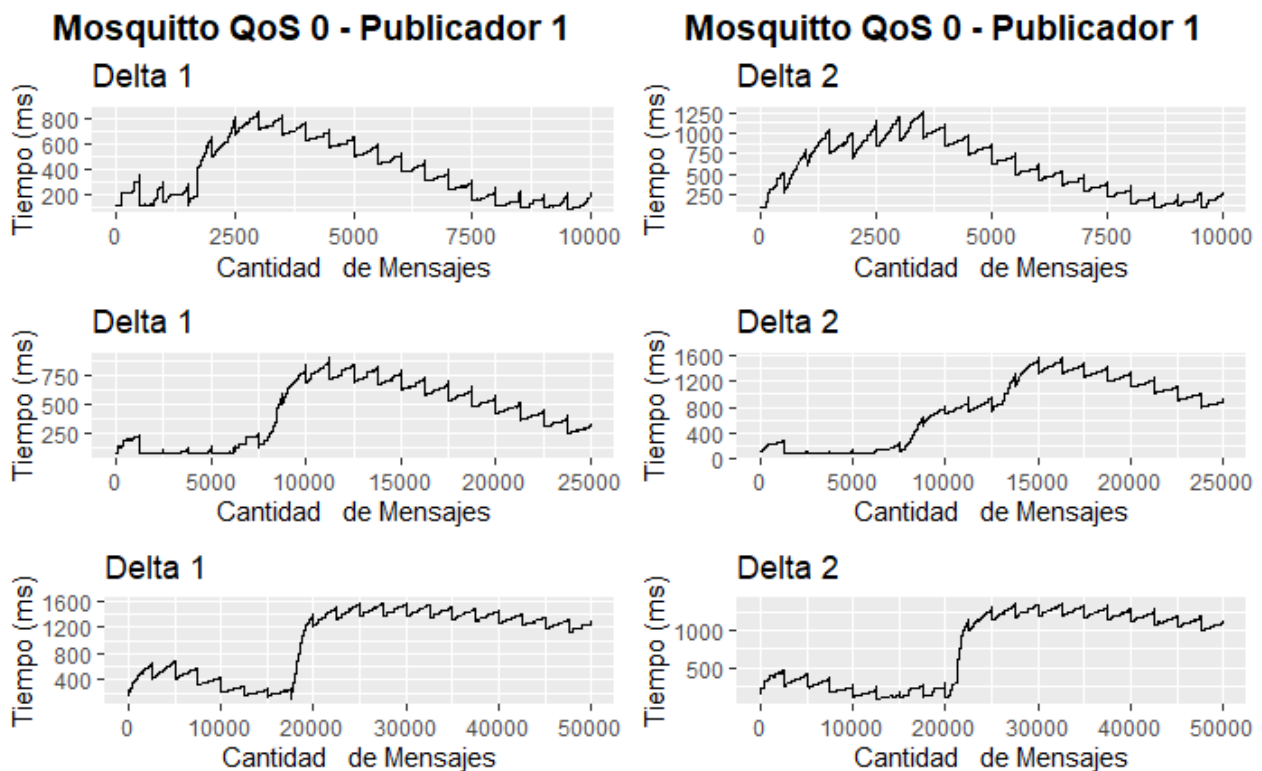 Mosquitto QoS 0 - Publicador 1
Delta 1
Tiempo (ms)
800
600
400
200
0 2500 5000 7500 10000
Cantidad de Mensajes
Delta 1
Tiempo (ms)
750
500
250
0 5000 10000 15000 20000 25000
Cantidad de Mensajes
Delta 1
Tiempo (ms)
1600
1200
800
400
0 10000 20000 30000 40000 50000
Cantidad de Mensajes
Mosquitto QoS 0 - Publicador 1
Delta 2
Tiempo (ms)
1250
1000
750
500
250
0 2500 5000 7500 10000
Cantidad de Mensajes
Delta 2
Tiempo (ms)
1600
1200
800
400
0
0 5000 10000 15000 20000 25000
Cantidad de Mensajes
Delta 2
Tiempo (ms)
1000
500
0 10000 20000 30000 40000 50000
Cantidad de Mensajes